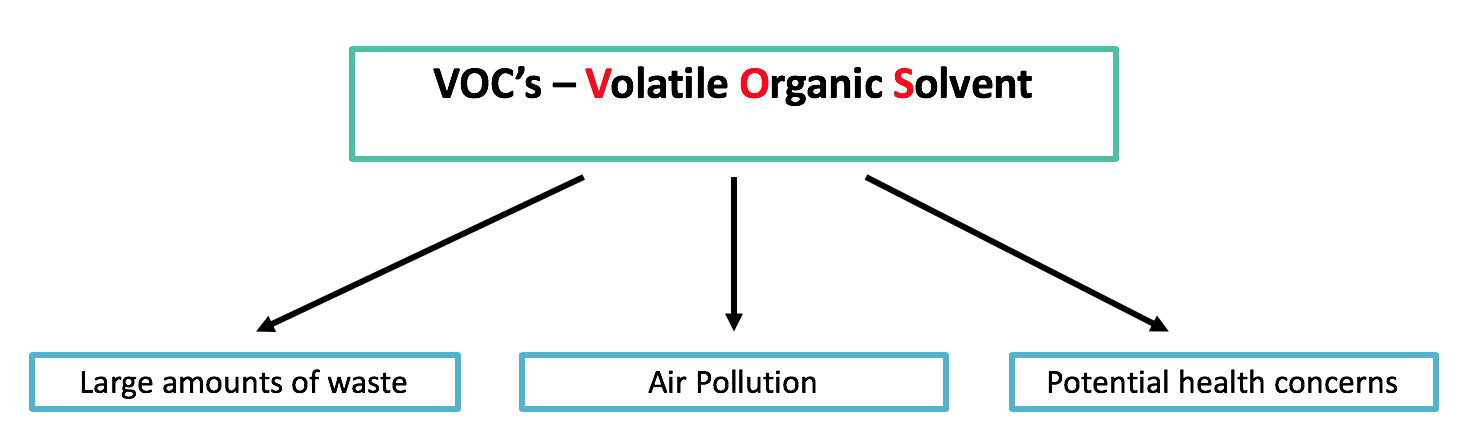 VOC’s – Volatile Organic Solvent
Large amounts of waste
Air Pollution
Potential health concerns